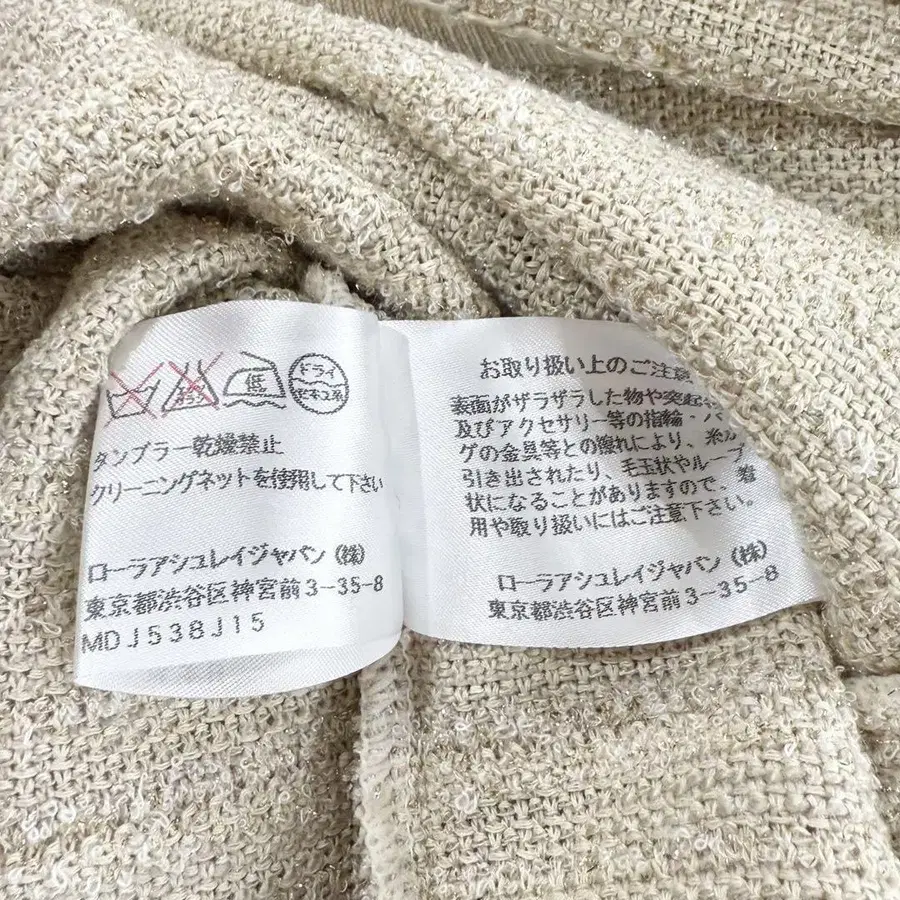 低
ドライ
セキユ系
タンブラー乾燥禁止
クリーニングネットを使用して下さい
ローラアシュレイジャパン(株)
東京都渋谷区神宮前3-35-8
MDJ538J15
お取り扱い上のご注意
表面がザラザラした物や突起
及びアクセサリー等の指輪・バ
グの金具等との擦れにより、糸が
引き出されたり、毛玉状やループ
状になることがありますので、着
用や取り扱いにはご注意下さい。
ローラアシュレイジャパン(株)
東京都渋谷区神宮前3-35-8